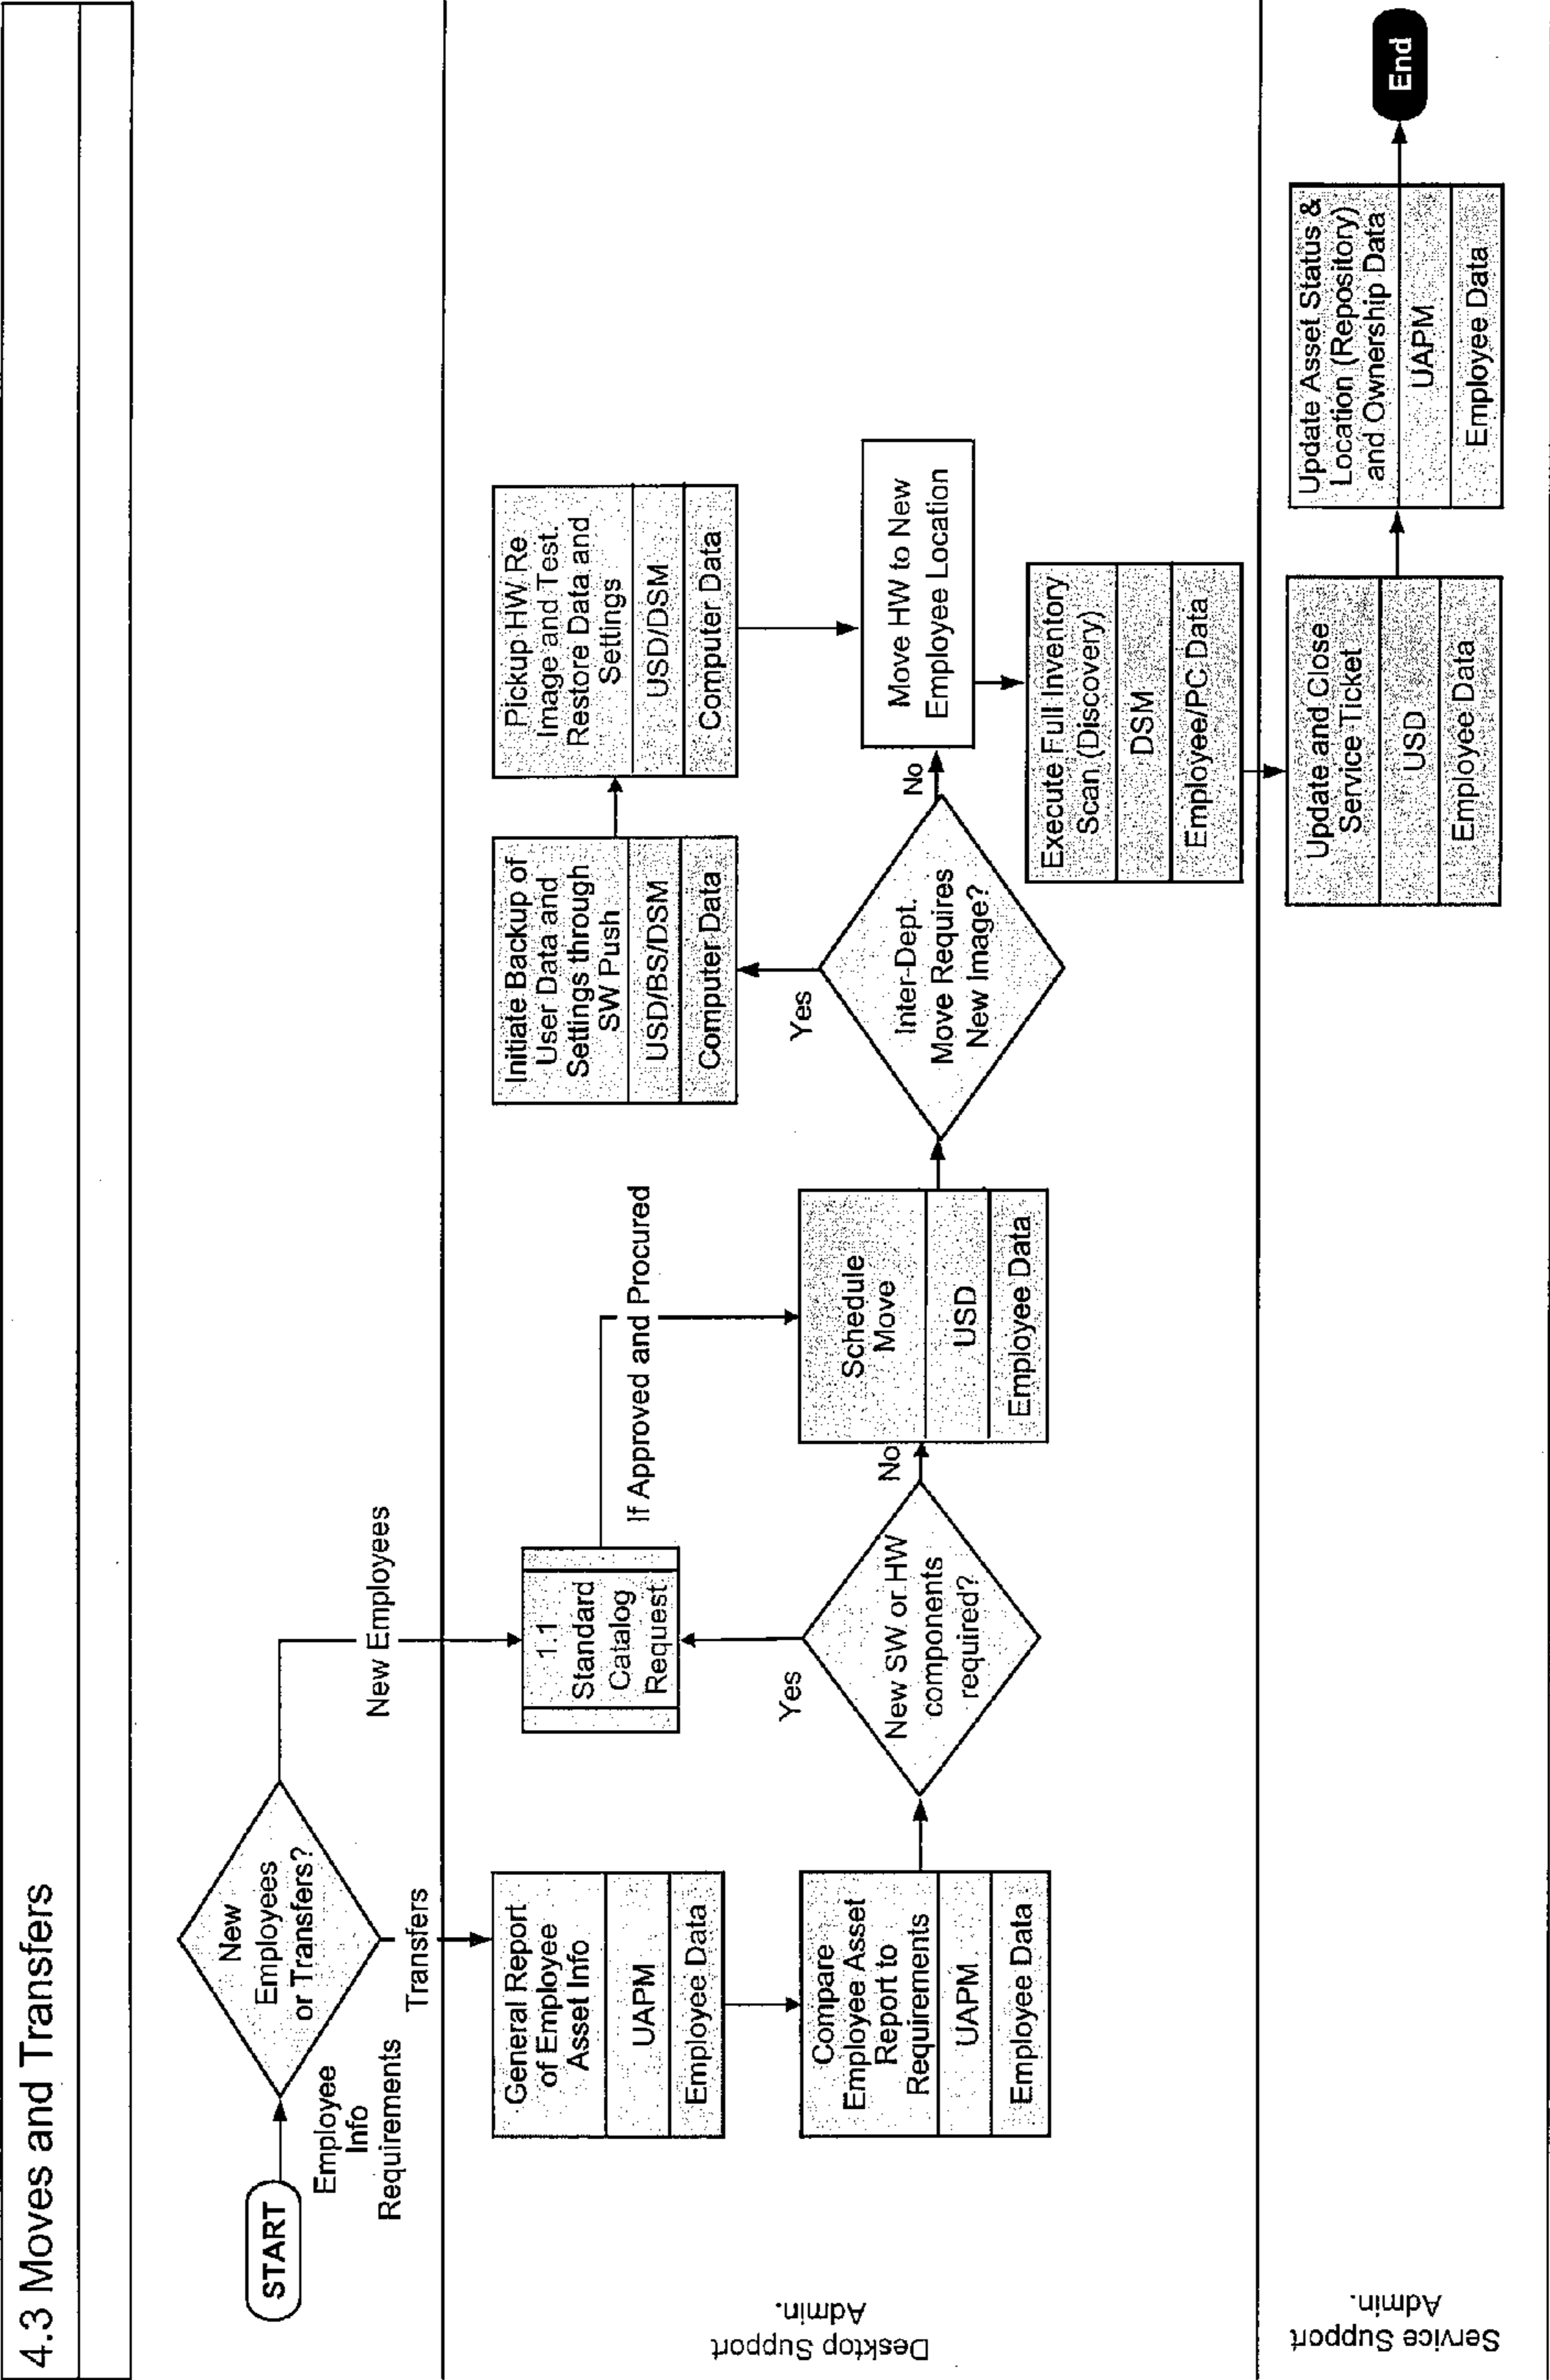 4.3 Moves and Transfers
START
Employee
Info
Requirements
New
Employees
or Transfers?
New Employees
Transfers
Desktop Support
Admin.
General Report
of Employee
Asset Info
UAPM
Employee Data
Compare
Employee Asset
Report to
Requirements
UAPM
Employee Data
New SW or HW
components
required?
Yes
No
1.1
Standard
Catalog
Request
If Approved and Procured
Schedule
Move
USD
Employee Data
Inter-Dept.
Move Requires
New Image?
Yes
No
Initiate Backup of
User Data and
Settings through
SW Push
USD/BS/DSM
Computer Data
Pickup HW Re
Image and Test.
Restore Data and
Settings
USD/DSM
Computer Data
Move HW to New
Employee Location
Execute Full Inventory
Scan (Discovery)
DSM
Employee/PC Data
Service Support
Admin.
Update and Close
Service Ticket
USD
Employee Data
Update Asset Status &
Location (Repository)
and Ownership Data
UAPM
Employee Data
End